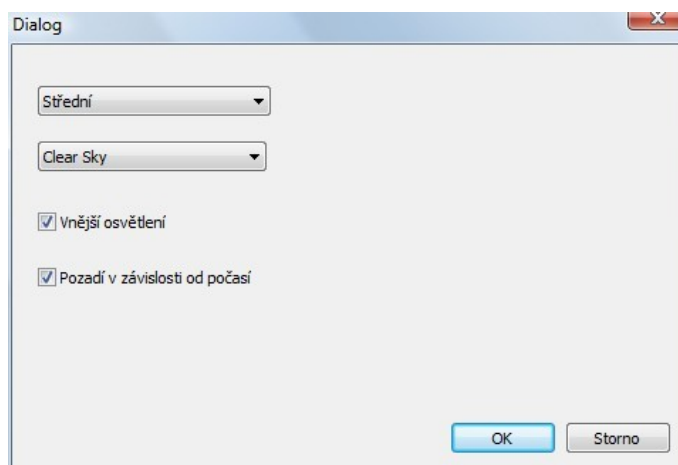 Dialog
Střední
Clear Sky
Vnější osvětlení
Pozadí v závislosti od počasí
OK Storno